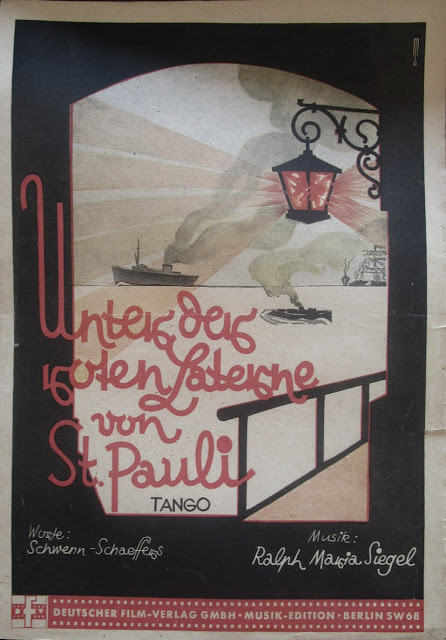 Unter der
roten Laterne
von
St. Pauli
TANGO
Worte:
Schwenn-Schaeffers
Musik:
Ralph Maria Siegel
DEUTSCHER FILM-VERLAG GMBH · MUSIK-EDITION · BERLIN SW 68